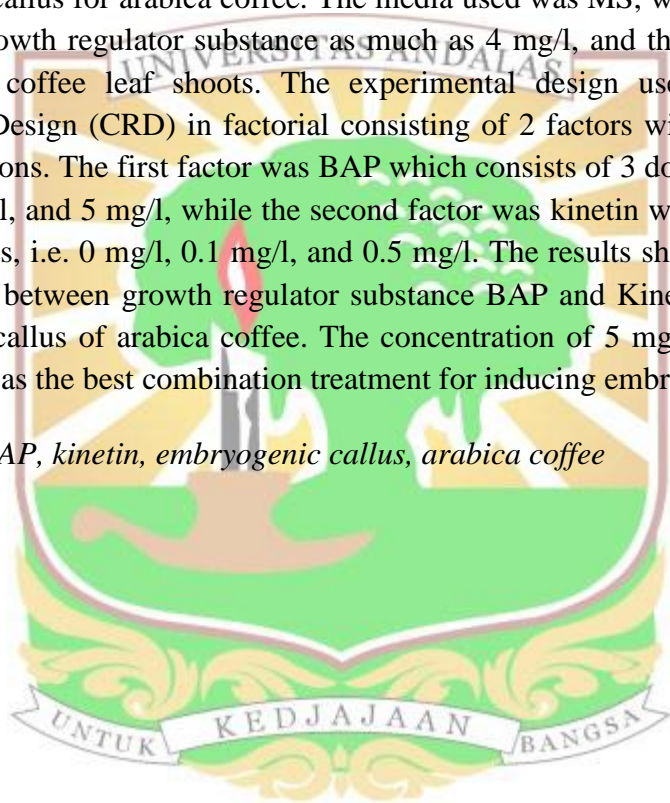 callus for arabica coffee. The media used was MS, w
owth regulator substance as much as 4 mg/l, and th
coffee leaf shoots. The experimental design use
Design (CRD) in factorial consisting of 2 factors wi
ons. The first factor was BAP which consists of 3 do
l, and 5 mg/l, while the second factor was kinetin w
s, i.e. 0 mg/l, 0.1 mg/l, and 0.5 mg/l. The results sh
between growth regulator substance BAP and Kine
callus of arabica coffee. The concentration of 5 mg
as the best combination treatment for inducing embr
AP, kinetin, embryogenic callus, arabica coffee
UNIVERSITAS ANDALAS
UNTUK KEDJAJAAN BANGSA